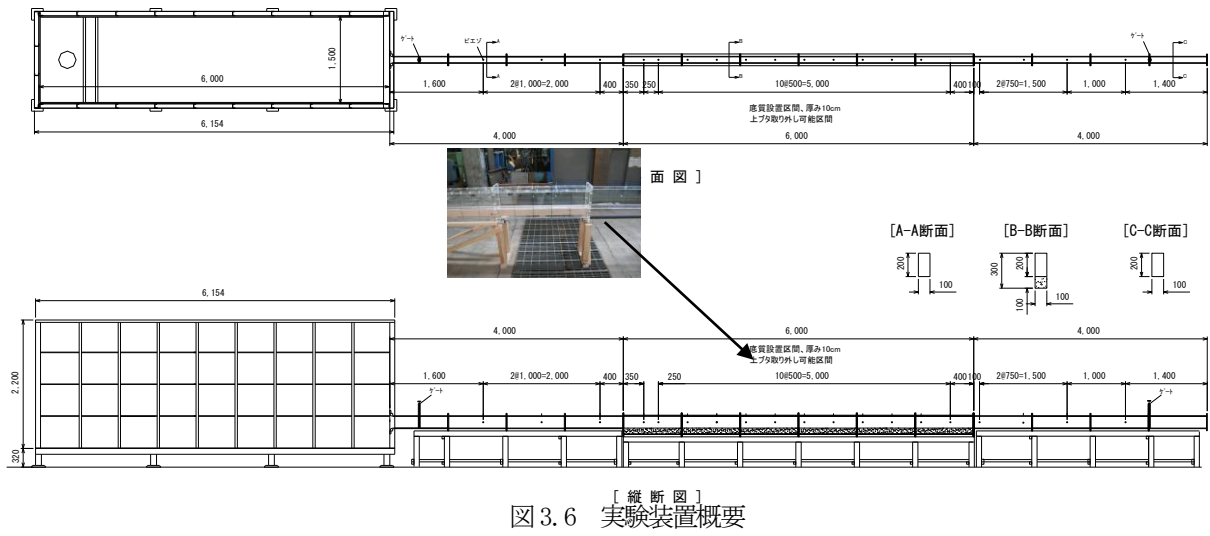 ゲート
ピエゾ
A
B
ゲート
C
1,500
6,000
A
B
C
1,600
2@1,000=2,000
400
350
250
10@500=5,000
400
100
2@750=1,500
1,000
1,400
底質設置区間、厚み10cm
上ブタ取り外し可能区間
6,154
4,000
6,000
4,000
面 図 ]
[A-A断面]
[B-B断面]
[C-C断面]
200
100
300
200
100
100
200
100
6,154
4,000
6,000
4,000
底質設置区間、厚み10cm
上ブタ取り外し可能区間
1,600
2@1,000=2,000
400
350
250
10@500=5,000
400
100
2@750=1,500
1,000
1,400
ゲート
ゲート
2,200
320
[ 縦 断 図 ]
図3.6 実験装置概要